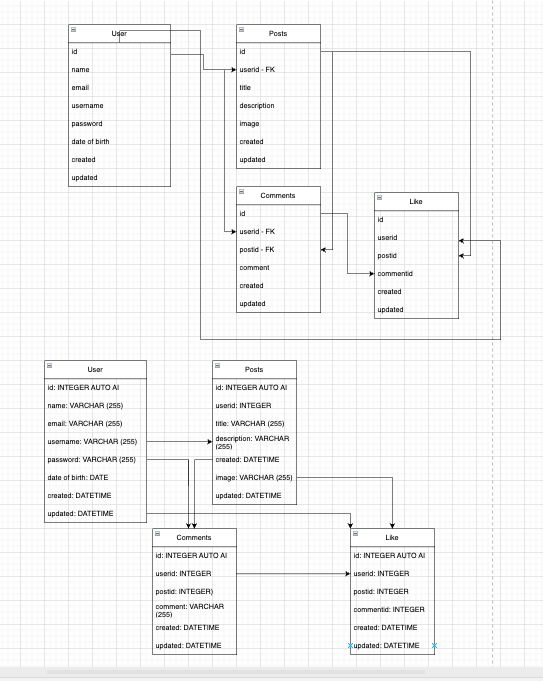 User
id
name
email
username
password
date of birth
created
updated
Posts
id
userid - FK
title
description
image
created
updated
Comments
id
userid - FK
postid - FK
comment
created
updated
Like
id
userid
postid
commentid
created
updated
User
id: INTEGER AUTO AI
name: VARCHAR (255)
email: VARCHAR (255)
username: VARCHAR (255)
password: VARCHAR (255)
date of birth: DATE
created: DATETIME
updated: DATETIME
Posts
id: INTEGER AUTO AI
userid: INTEGER
title: VARCHAR (255)
description: VARCHAR
(255)
created: DATETIME
image: VARCHAR (255)
updated: DATETIME
Comments
id: INTEGER AUTO AI
userid: INTEGER
postid: INTEGER)
comment: VARCHAR
(255)
created: DATETIME
updated: DATETIME
Like
id: INTEGER AUTO AI
userid: INTEGER
postid: INTEGER
commentid: INTEGER
created: DATETIME
updated: DATETIME